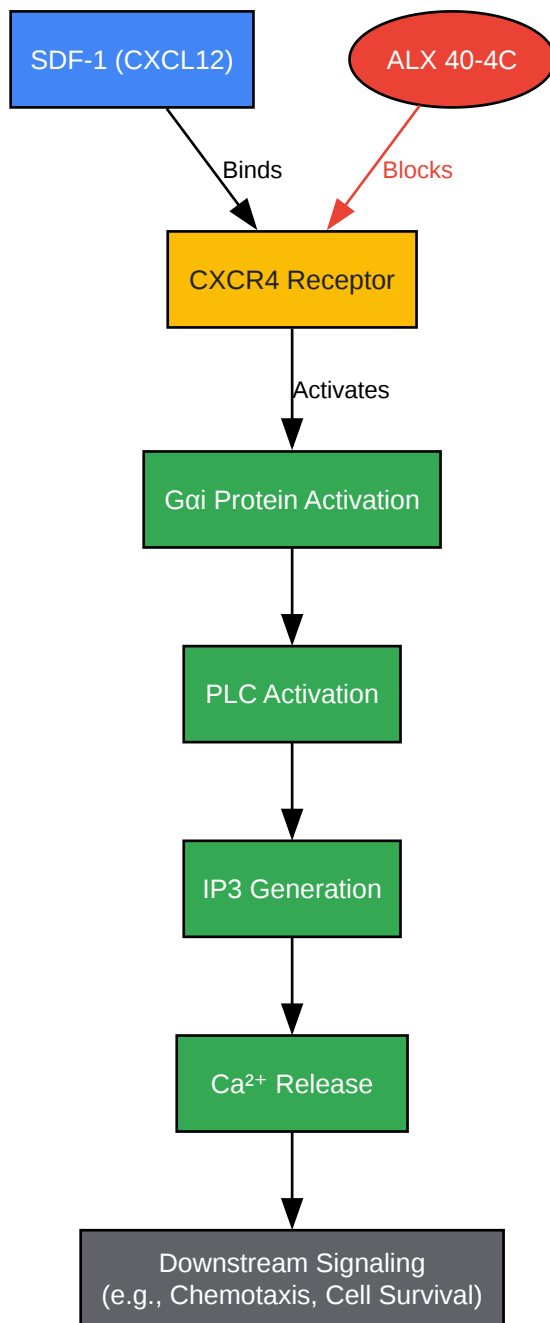 SDF-1 (CXCL12)
ALX 40-4C
Binds
Blocks
CXCR4 Receptor
Activates
Gαi Protein Activation
PLC Activation
IP3 Generation
Ca²⁺ Release
Downstream Signaling
(e.g., Chemotaxis, Cell Survival)